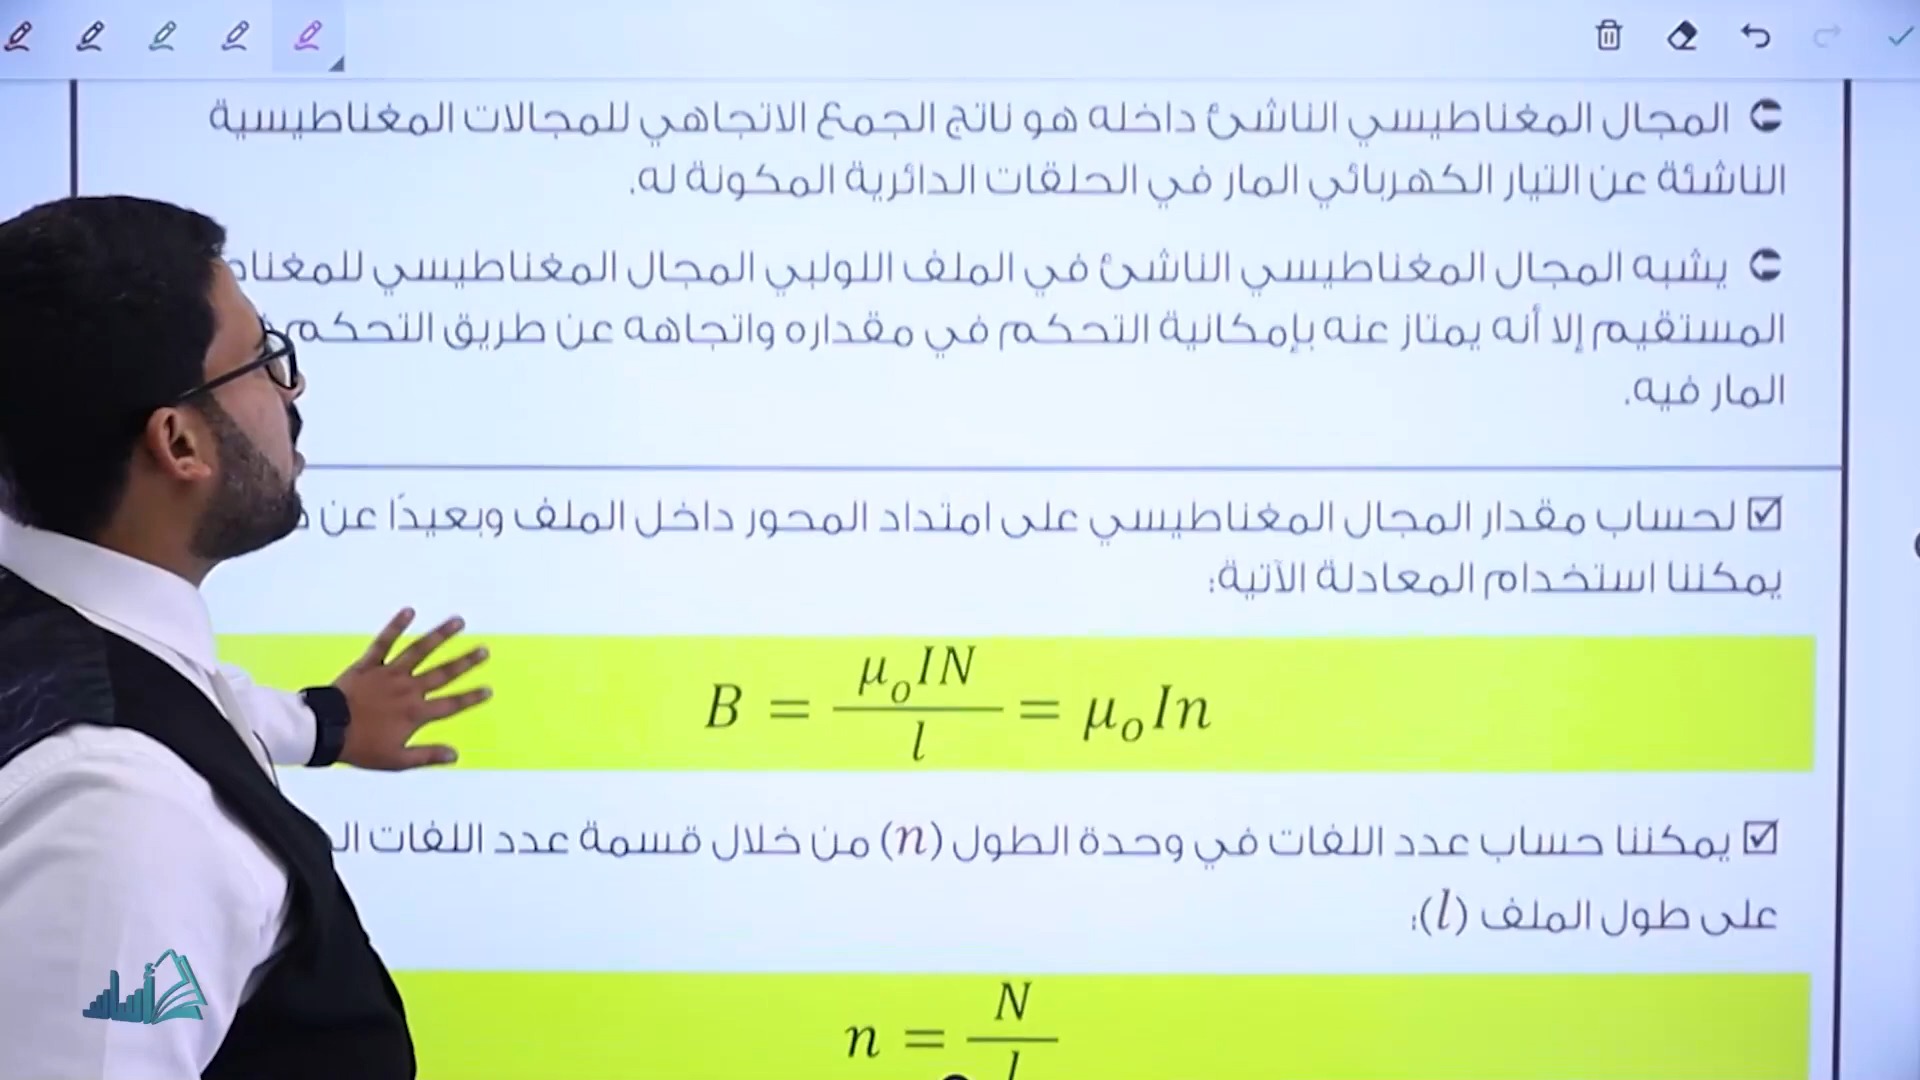 المجال المغناطيسي الناشئ داخله هو ناتج الجمع الاتجاهي للمجالات المغناطيسية
الناشئة عن التيار الكهربائي المار في الحلقات الدائرية المكونة له.
يشبه المجال المغناطيسي الناشئ في الملف اللولبي المجال المغناطيسي
المستقيم إلا أنه يمتاز عنه بإمكانية التحكم في مقداره واتجاهه عن طريق التحكم
المار فيه.
لحساب مقدار المجال المغناطيسي على امتداد المحور داخل الملف وبعيدًا عن
يمكننا استخدام المعادلة الآتية:
B = μₒIN / l = μₒIn
يمكننا حساب عدد اللفات في وحدة الطول (n) من خلال قسمة عدد اللفات
على طول الملف (l):
n = N / l
أساس